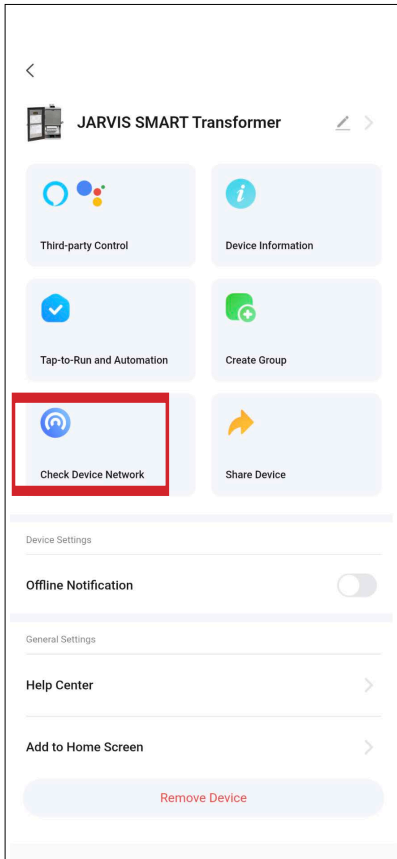 JARVIS SMART Transformer
Third-party Control
Device Information
Tap-to-Run and Automation
Create Group
Check Device Network
Share Device
Device Settings
Offline Notification
General Settings
Help Center
Add to Home Screen
Remove Device